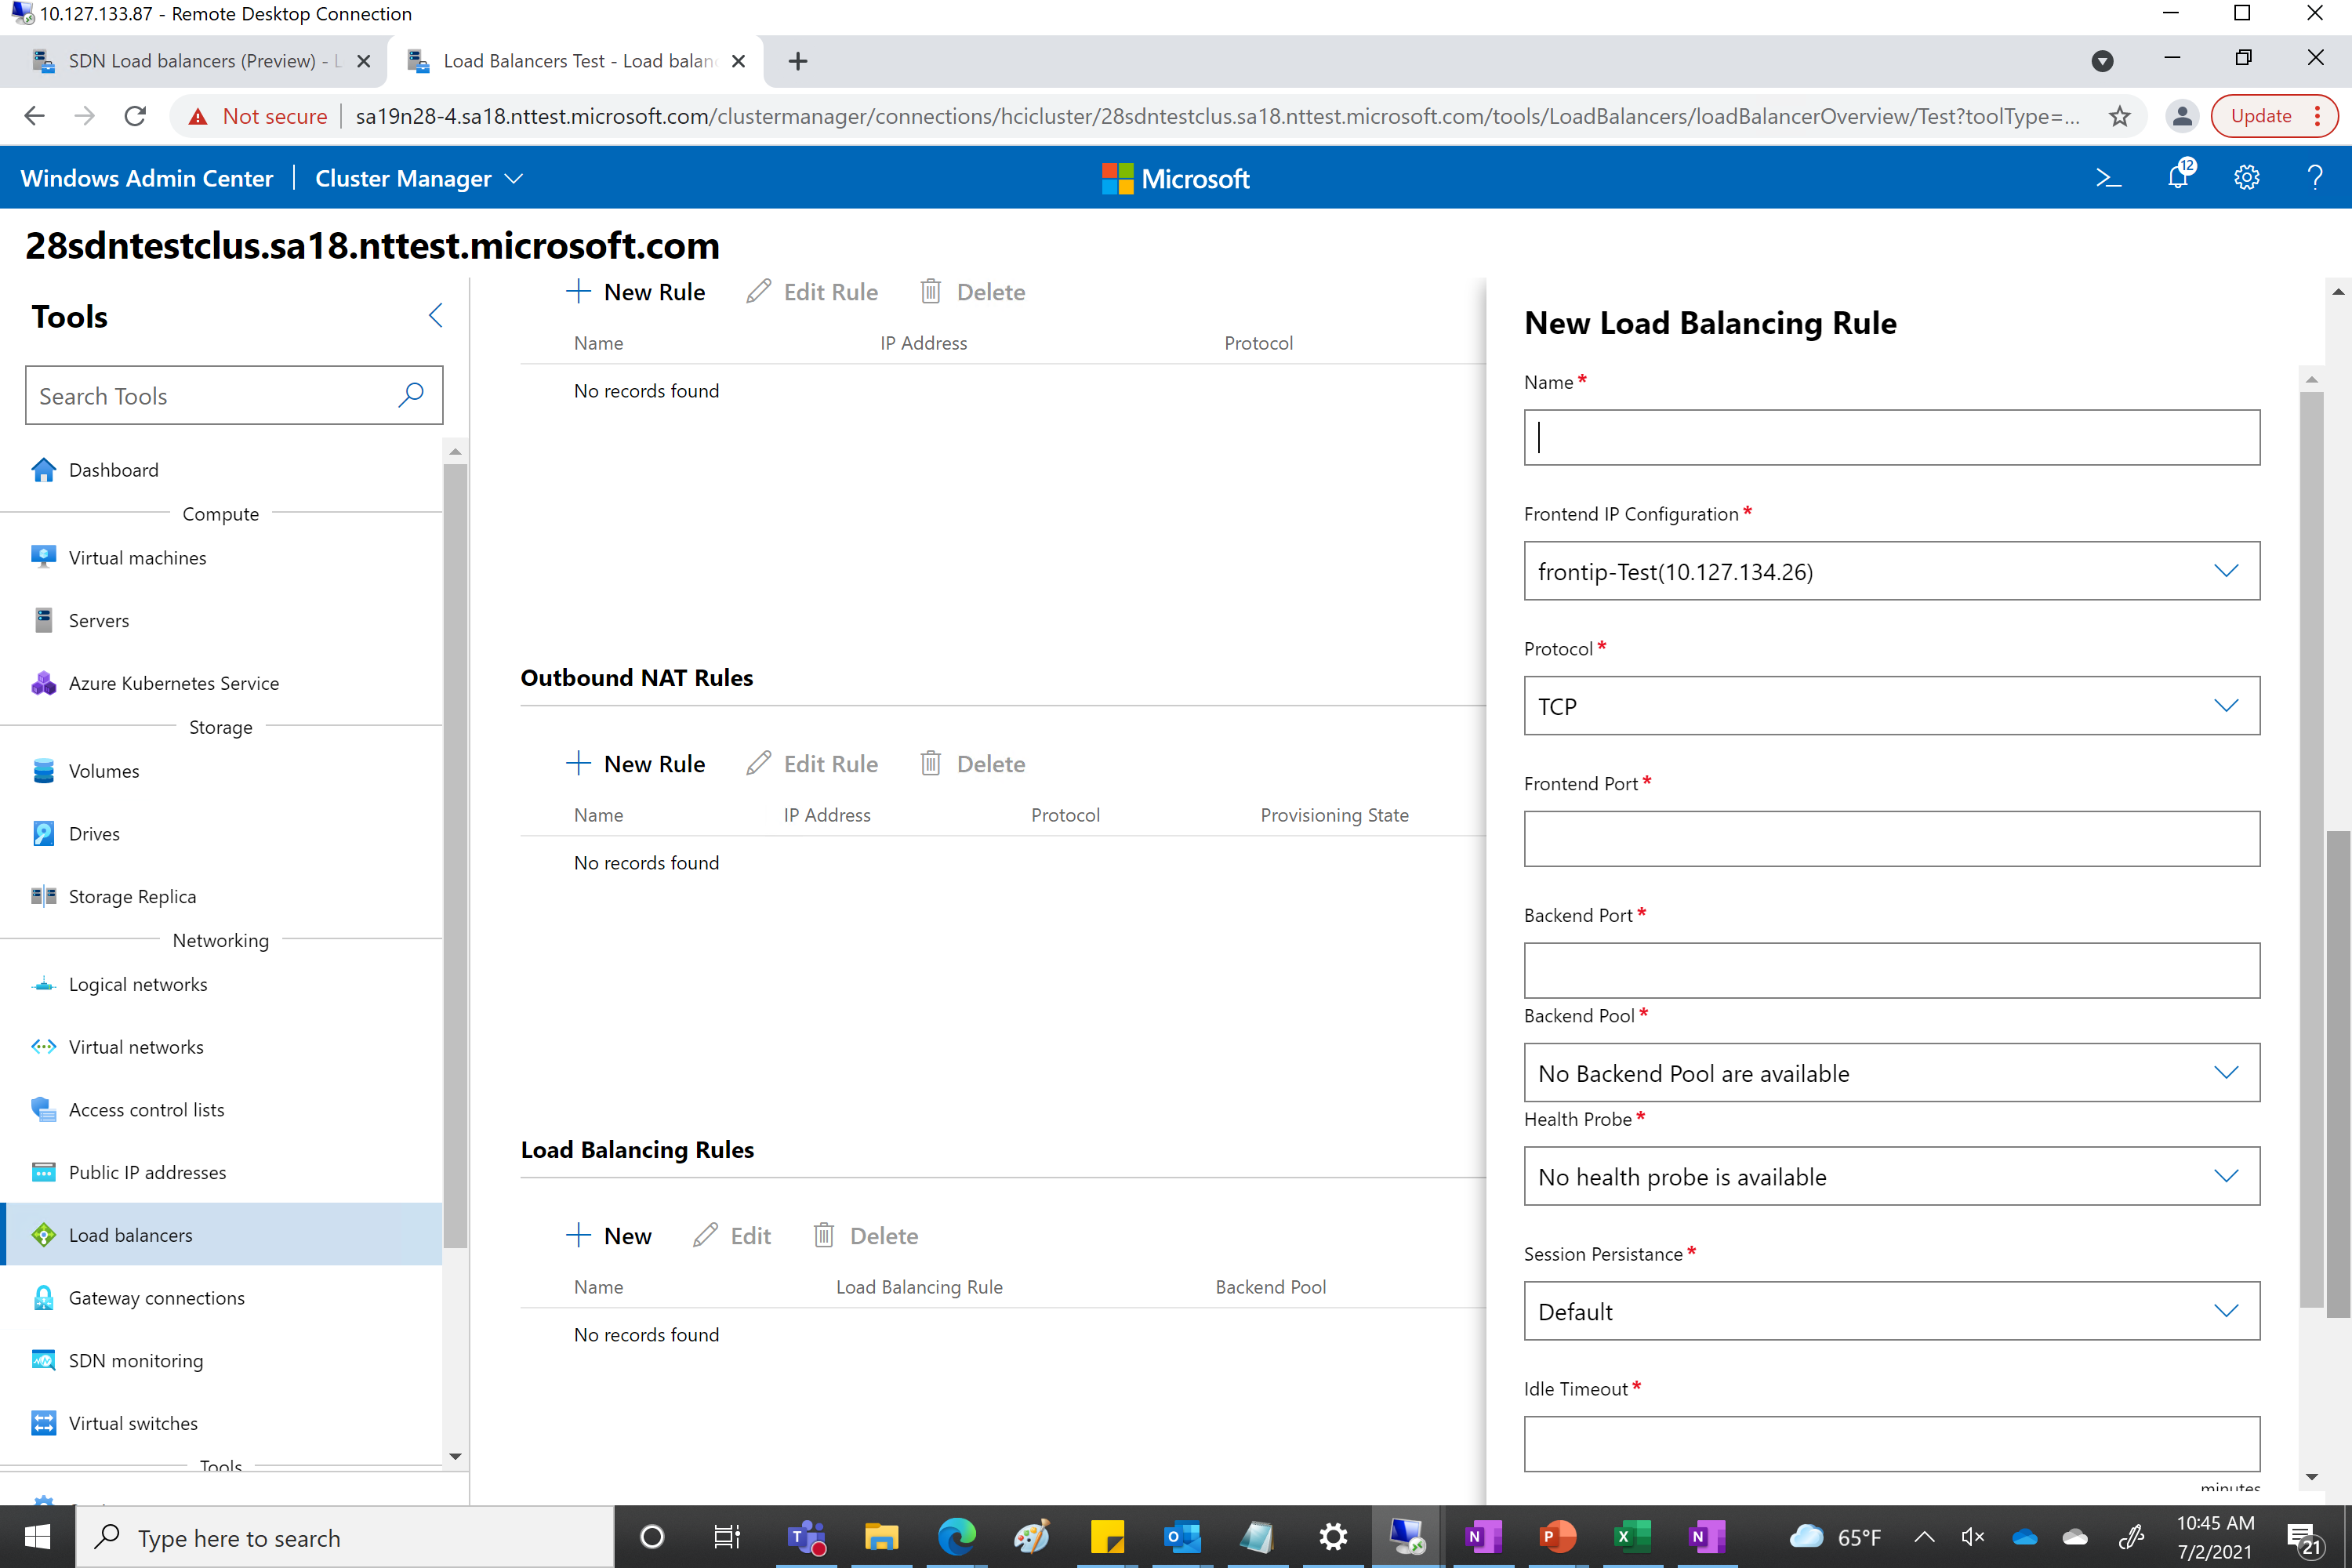 10.127.133.87 - Remote Desktop Connection
SDN Load balancers (Preview) - L
Load Balancers Test - Load balan
Not secure
sa19n28-4.sa18.nttest.microsoft.com/clustermanager/connections/hcicluster/28sdntestclus.sa18.nttest.microsoft.com/tools/LoadBalancers/loadBalancerOverview/Test?toolType=...
Update
Windows Admin Center
Cluster Manager
Microsoft
12
28sdntestclus.sa18.nttest.microsoft.com
Tools
Search Tools
Dashboard
Compute
Virtual machines
Servers
Azure Kubernetes Service
Storage
Volumes
Drives
Storage Replica
Networking
Logical networks
Virtual networks
Access control lists
Public IP addresses
Load balancers
Gateway connections
SDN monitoring
Virtual switches
Tools
New Rule Edit Rule Delete
Name IP Address Protocol
No records found
Outbound NAT Rules
New Rule Edit Rule Delete
Name IP Address Protocol Provisioning State
No records found
Load Balancing Rules
New Edit Delete
Name Load Balancing Rule Backend Pool
No records found
New Load Balancing Rule
Name *
Frontend IP Configuration *
frontip-Test(10.127.134.26)
Protocol *
TCP
Frontend Port *
Backend Port *
Backend Pool *
No Backend Pool are available
Health Probe *
No health probe is available
Session Persistance *
Default
Idle Timeout *
minutes
Type here to search
65°F
10:45 AM
7/2/2021
21